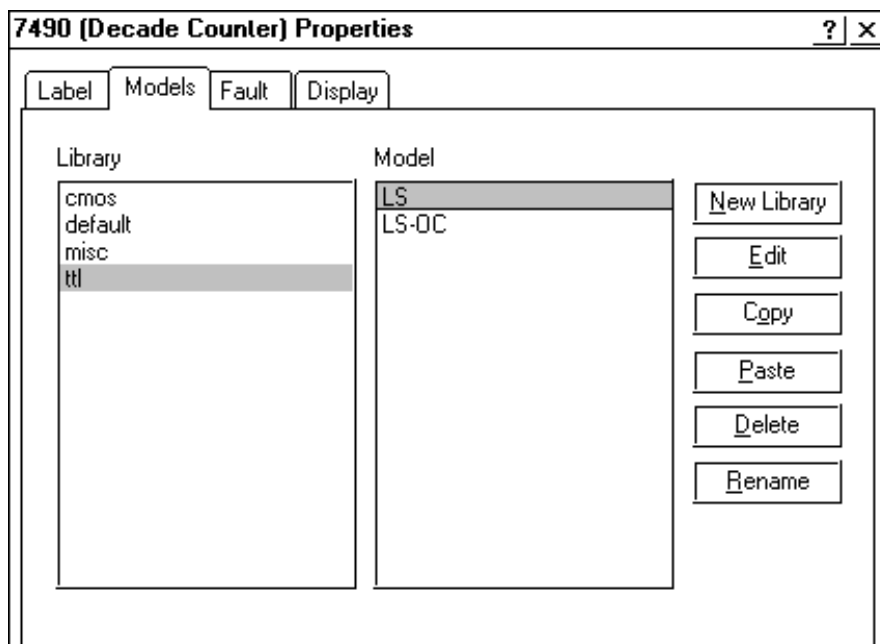 7490 (Decade Counter) Properties ? ×
Label Models Fault Display
Library Model
cmos
default
misc
ttl
LS
LS-OC
New Library
Edit
Copy
Paste
Delete
Rename